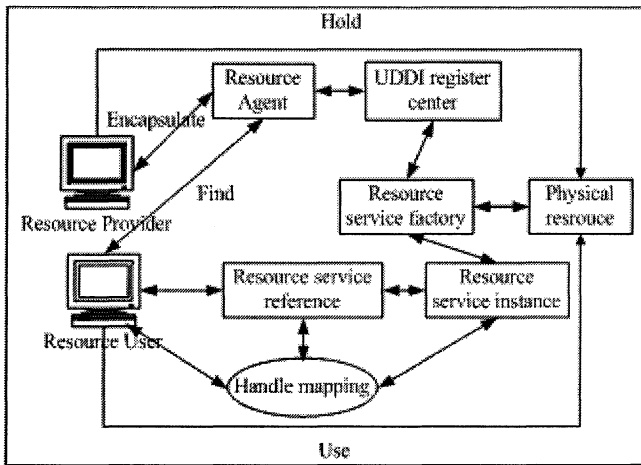 Hold
Resource
Agent
UDDI register
center
Encapsulate
Find
Resource Provider
Resource
service factory
Physical
resrouce
Resource service
reference
Resource
service instance
Resource User
Handle mapping
Use